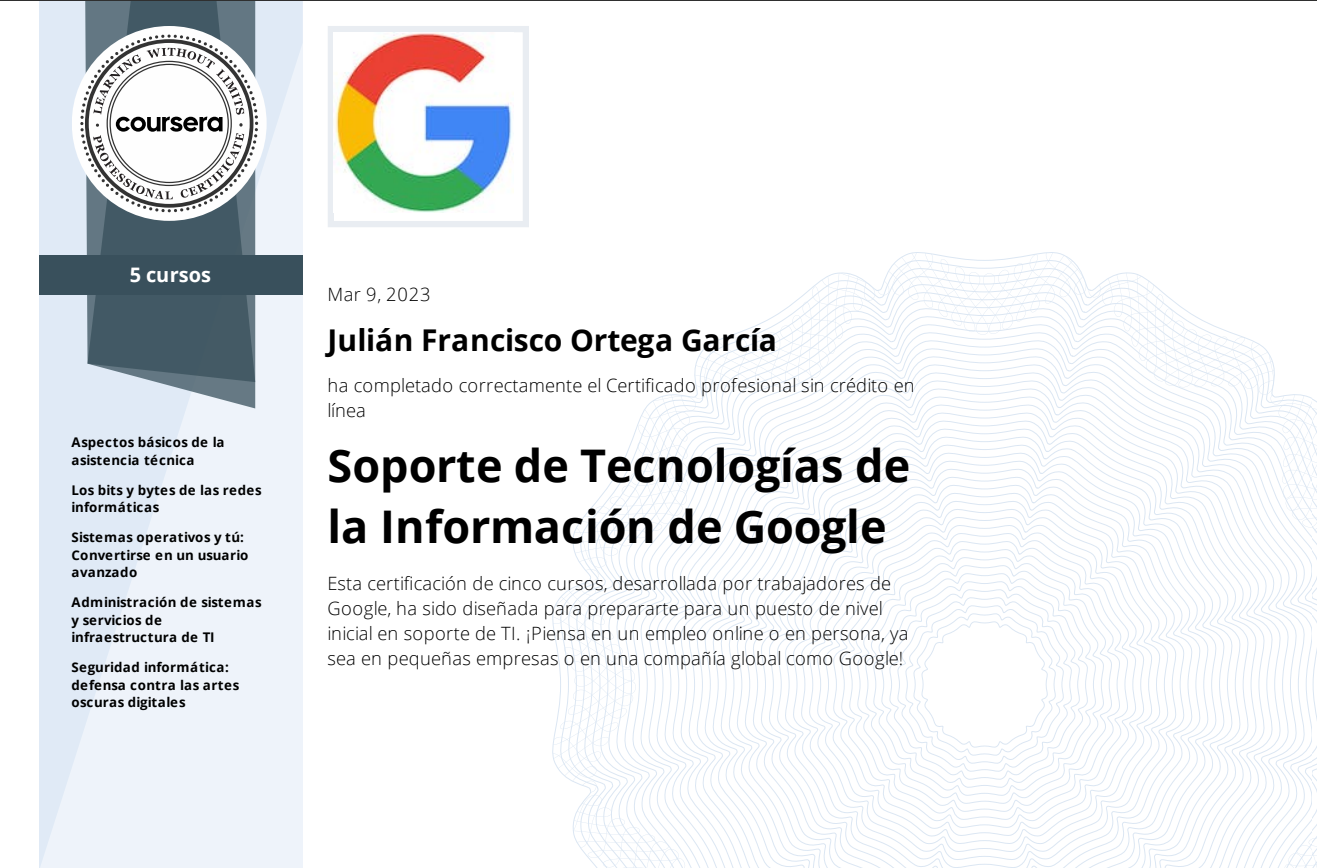 LEARNING WITHOUT LIMITS
coursera
PROFESSIONAL CERTIFICATE
5 cursos
Aspectos básicos de la
asistencia técnica
Los bits y bytes de las redes
informáticas
Sistemas operativos y tú:
Convertirse en un usuario
avanzado
Administración de sistemas
y servicios de
infraestructura de TI
Seguridad informática:
defensa contra las artes
oscuras digitales
G
Mar 9, 2023
Julián Francisco Ortega García
ha completado correctamente el Certificado profesional sin crédito en
línea
Soporte de Tecnologías de
la Información de Google
Esta certificación de cinco cursos, desarrollada por trabajadores de
Google, ha sido diseñada para prepararte para un puesto de nivel
inicial en soporte de TI. ¡Piensa en un empleo online o en persona, ya
sea en pequeñas empresas o en una compañía global como Google!